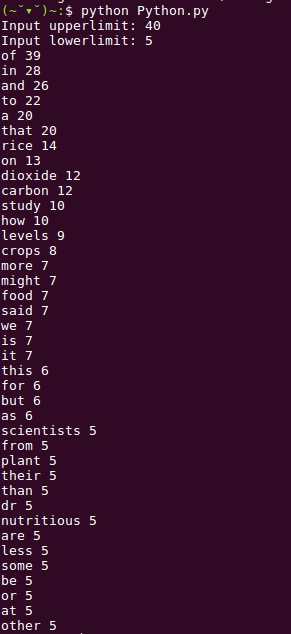 (~˘▾˘)~:$ python Python.py
Input upperlimit: 40
Input lowerlimit: 5
of 39
in 28
and 26
to 22
a 20
that 20
rice 14
on 13
dioxide 12
carbon 12
study 10
how 10
levels 9
crops 8
more 7
might 7
food 7
said 7
we 7
is 7
it 7
this 6
for 6
but 6
as 6
scientists 5
from 5
plant 5
their 5
than 5
dr 5
nutritious 5
are 5
less 5
some 5
be 5
or 5
at 5
other 5